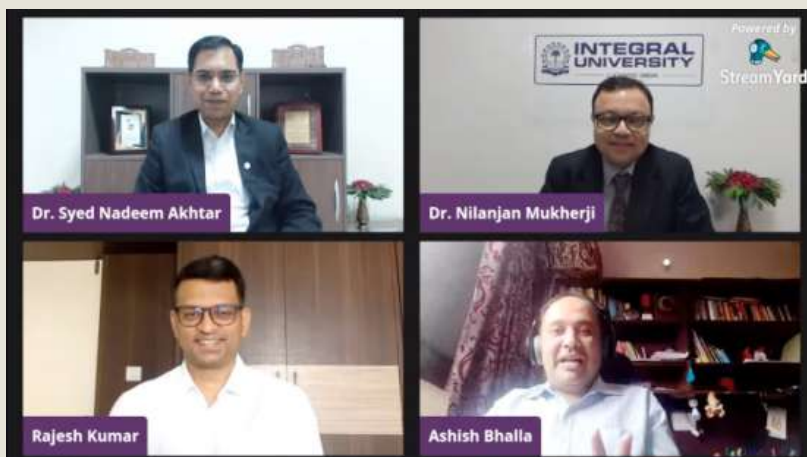 Powered by
StreamYard
INTEGRAL
UNIVERSITY
Dr. Syed Nadeem Akhtar
Dr. Nilanjan Mukherji
Rajesh Kumar
Ashish Bhalla